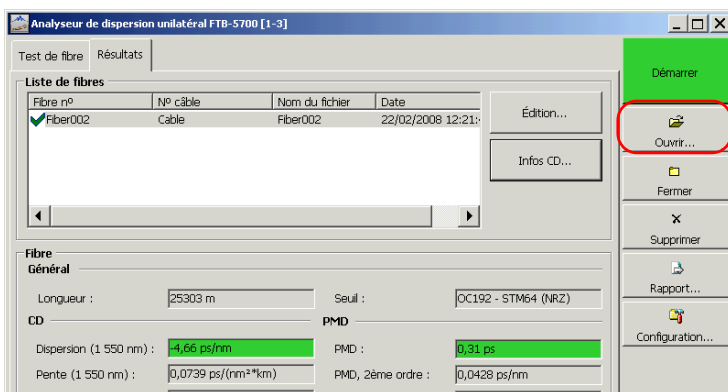 Analyseur de dispersion unilatéral FTB-5700 [1-3]
Test de fibre Résultats
Liste de fibres
Fibre nº Nº câble Nom du fichier Date
Fiber002 Cable Fiber002 22/02/2008 12:21:
Édition...
Infos CD...
Fibre
Général
Longueur : 25303 m Seuil : OC192 - STM64 (NRZ)
CD PMD
Dispersion (1 550 nm) : -4,66 ps/nm PMD : 0,31 ps
Pente (1 550 nm) : 0,0739 ps/(nm²*km) PMD, 2ème ordre : 0,0428 ps/nm
Démarrer
Ouvrir...
Fermer
Supprimer
Rapport...
Configuration...